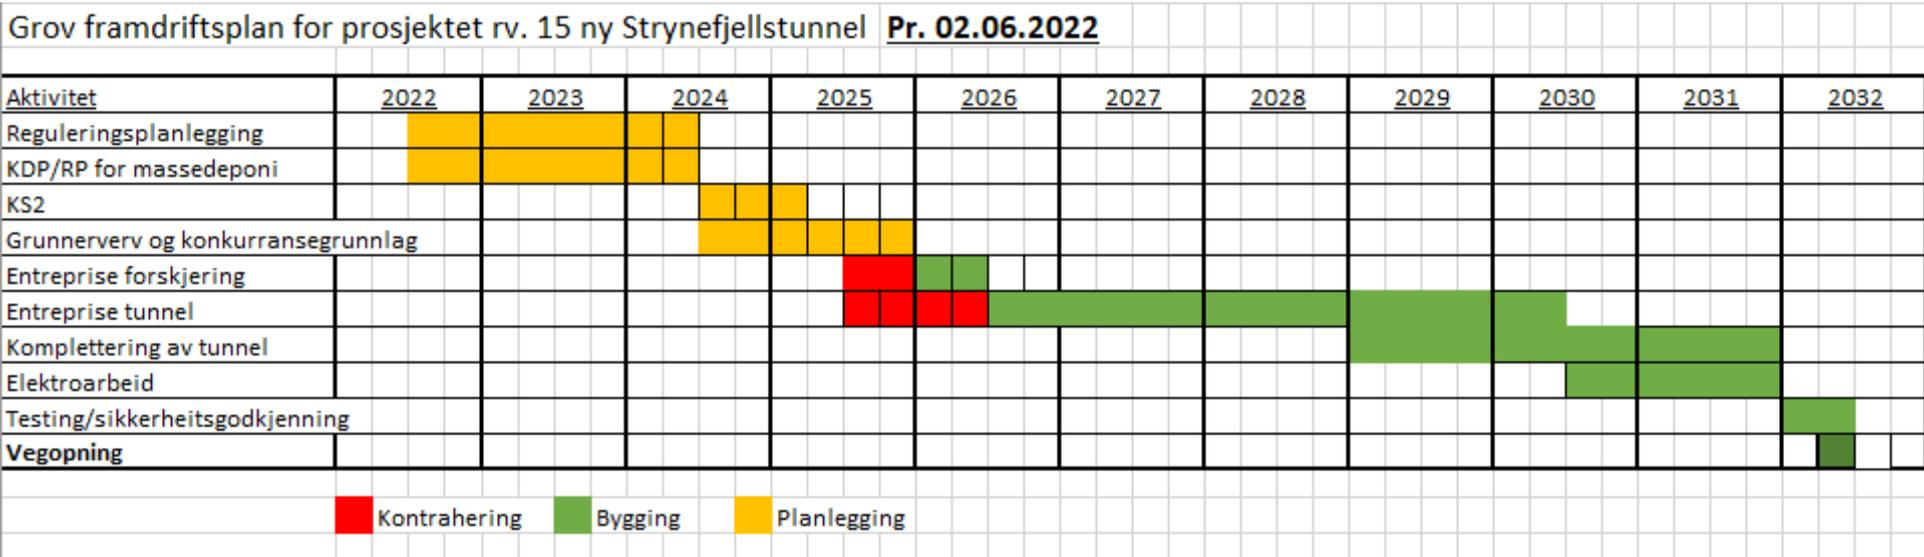 Grov framdriftsplan for prosjektet rv. 15 ny Strynefjellstunnel Pr. 02.06.2022
Aktivitet 2022 2023 2024 2025 2026 2027 2028 2029 2030 2031 2032
Reguleringsplanlegging
KDP/RP for massedeponi
KS2
Grunnerverv og konkurransegrunnlag
Entreprise forskjering
Entreprise tunnel
Komplettering av tunnel
Elektroarbeid
Testing/sikkerheitsgodkjenning
Vegopning
Kontrahering Bygging Planlegging